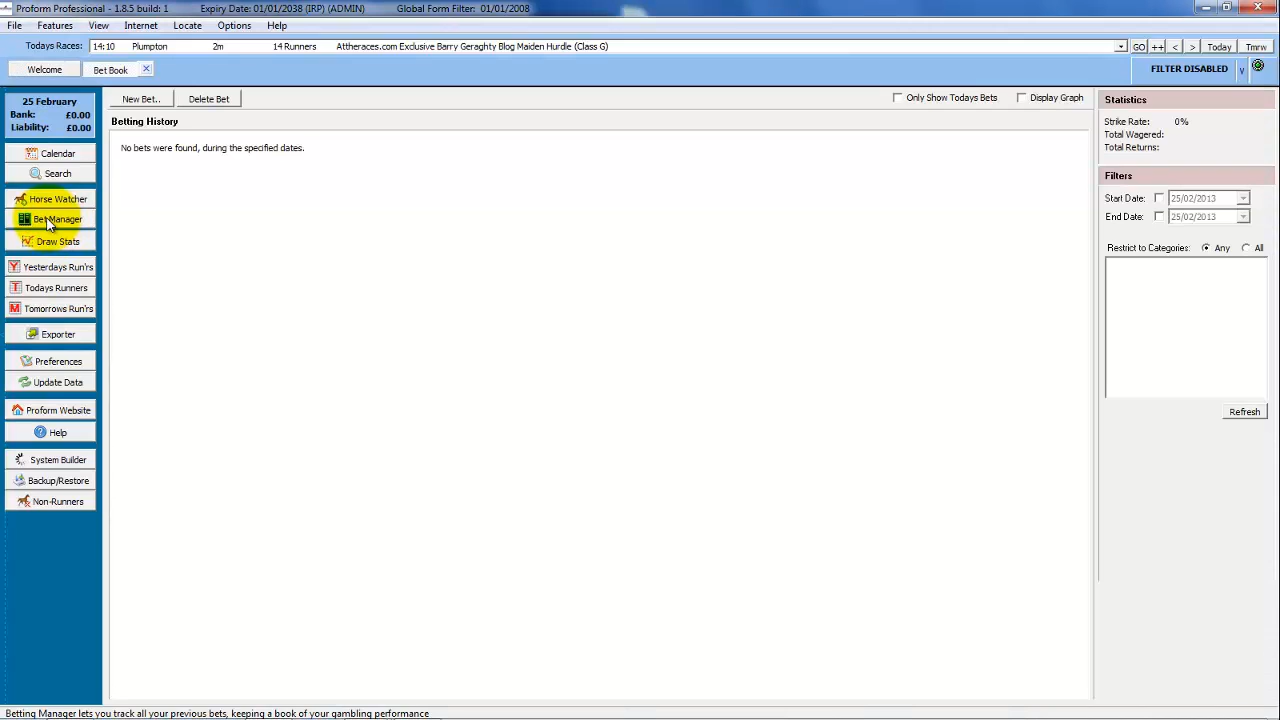 Proform Professional - 1.8.5 build: 1 Expiry Date: 01/01/2038 (IRP) (ADMIN) Global Form Filter: 01/01/2008
File Features View Internet Locate Options Help
Todays Races: 14:10 Plumpton 2m 14 Runners Attheraces.com Exclusive Barry Geraghty Blog Maiden Hurdle (Class G) GO ++ < > Today Tmrw
Welcome Bet Book FILTER DISABLED v
25 February
Bank: £0.00
Liability: £0.00
Calendar
Search
Horse Watcher
Bet Manager
Draw Stats
Yesterdays Run'rs
Todays Runners
Tomorrows Run'rs
Exporter
Preferences
Update Data
Proform Website
Help
System Builder
Backup/Restore
Non-Runners
New Bet.. Delete Bet Only Show Todays Bets Display Graph
Betting History
No bets were found, during the specified dates.
Statistics
Strike Rate: 0%
Total Wagered:
Total Returns:
Filters
Start Date: 25/02/2013
End Date: 25/02/2013
Restrict to Categories: Any All
Refresh
Betting Manager lets you track all your previous bets, keeping a book of your gambling performance